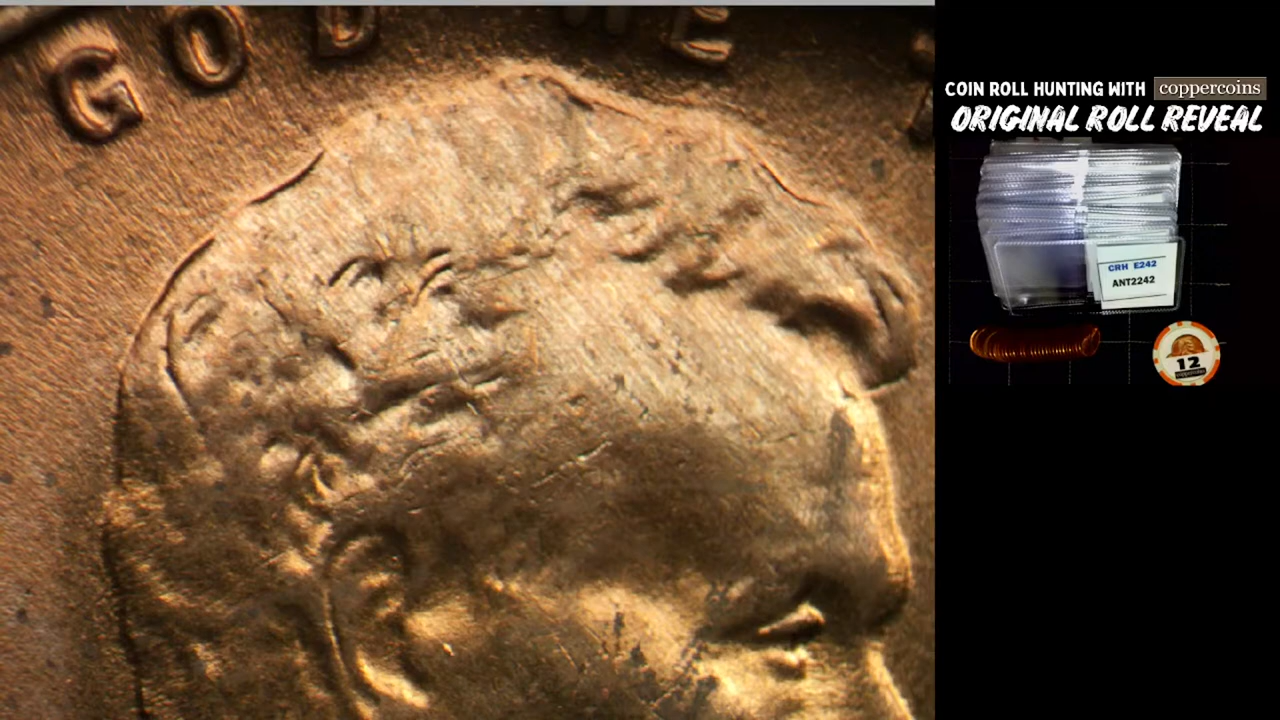 GOD
COIN ROLL HUNTING WITH coppercoins
ORIGINAL ROLL REVEAL
CRH E242
ANT2242
12